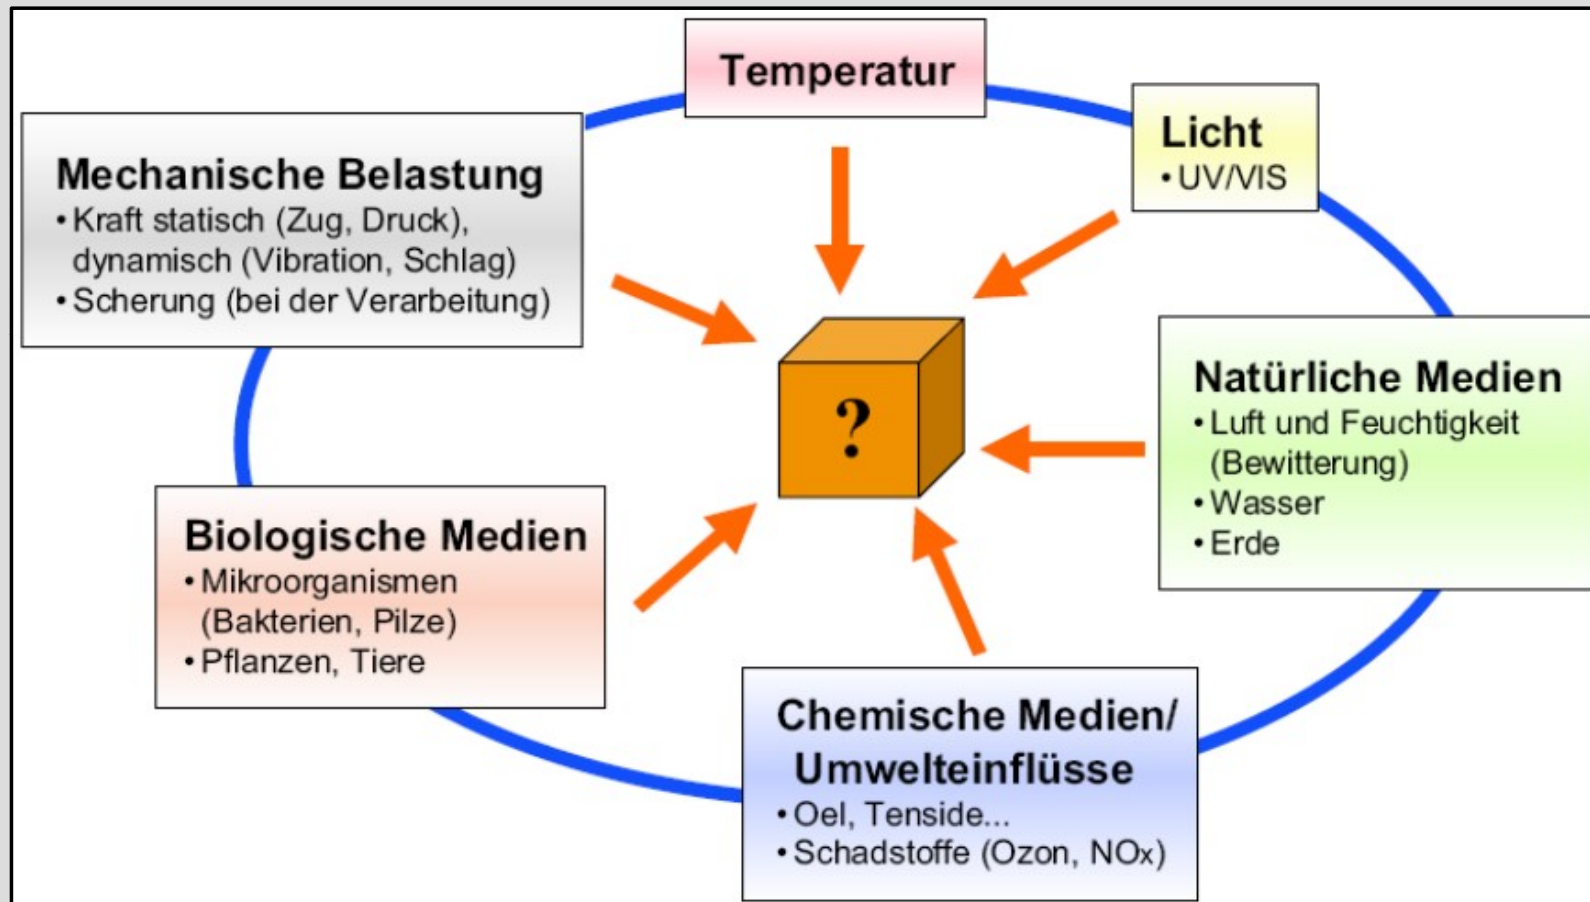 Temperatur
Licht
• UV/VIS
Mechanische Belastung
• Kraft statisch (Zug, Druck),
dynamisch (Vibration, Schlag)
• Scherung (bei der Verarbeitung)
?
Natürliche Medien
• Luft und Feuchtigkeit
(Bewitterung)
• Wasser
• Erde
Biologische Medien
• Mikroorganismen
(Bakterien, Pilze)
• Pflanzen, Tiere
Chemische Medien/
Umwelteinflüsse
• Oel, Tenside...
• Schadstoffe (Ozon, NOx)